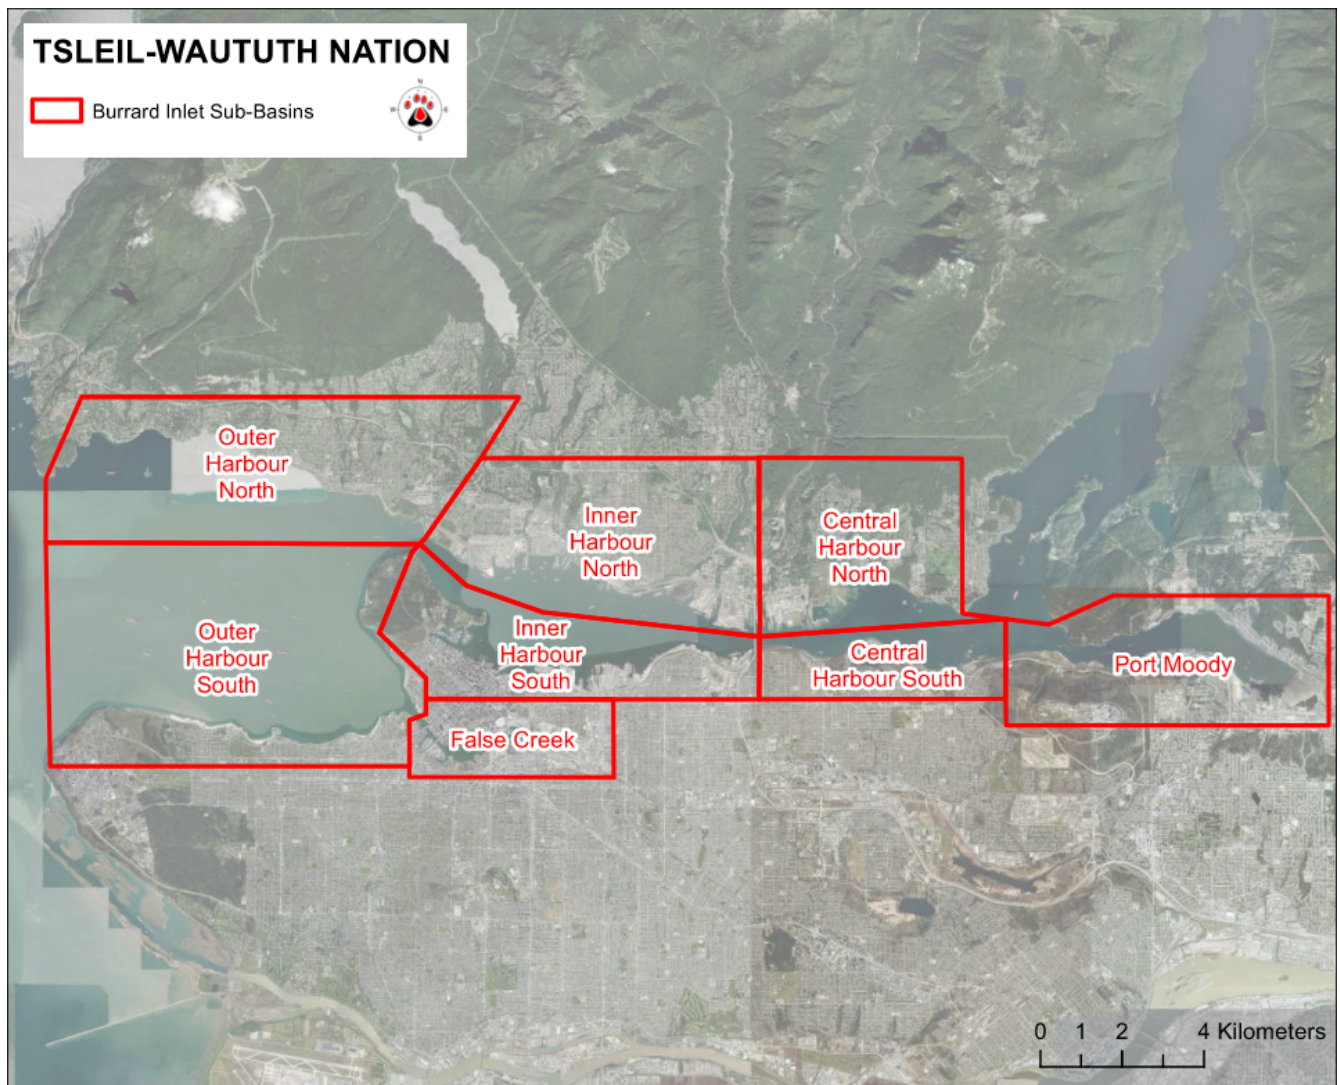 TSLEIL-WAUTUTH NATION
Burrard Inlet Sub-Basins
N
W
E
S
Outer
Harbour
North
Inner
Harbour
North
Central
Harbour
North
Outer
Harbour
South
Inner
Harbour
South
Central
Harbour South
Port Moody
False Creek
0 1 2 4 Kilometers